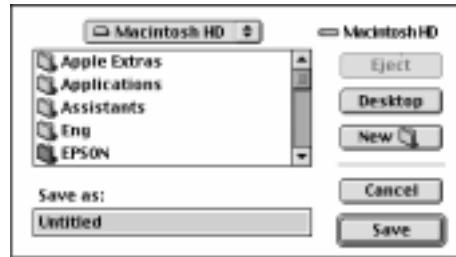 Macintosh HD
Macintosh HD
Apple Extras
Applications
Assistants
Eng
EPSON
Eject
Desktop
New
Save as:
Untitled
Cancel
Save